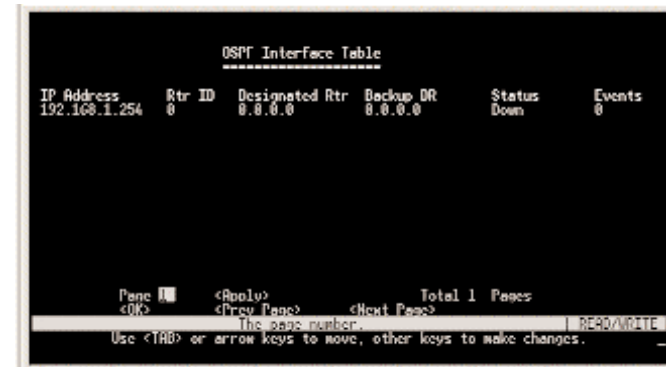 OSPF Interface Table
IP Address Rtr ID Designated Rtr Backup DR Status Events
192.168.1.254 0 0.0.0.0 0.0.0.0 Down 0
Page 1 <Apply> Total 1 Pages
<OK> <Prev Page> <Next Page>
The page number. READ/WRITE
Use <TAB> or arrow keys to move, other keys to make changes.